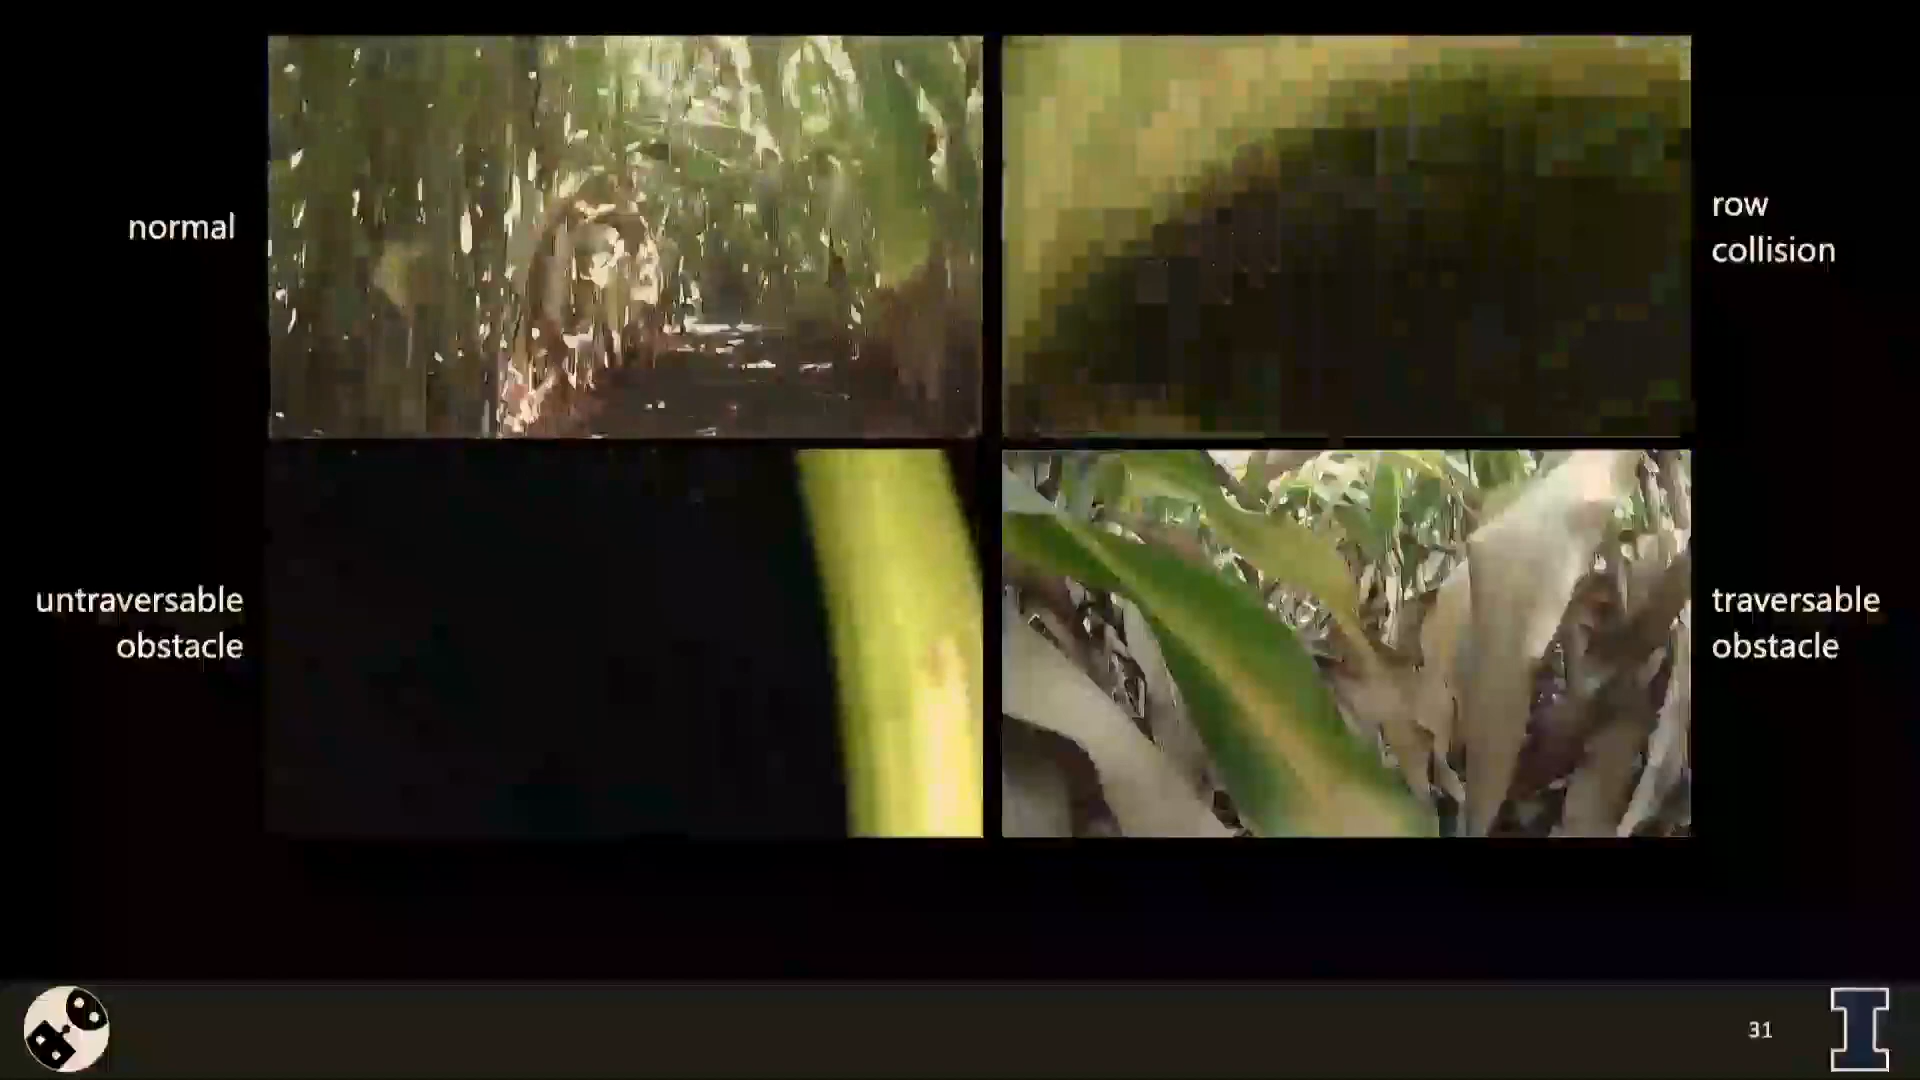 normal
row
collision
untraversable
obstacle
traversable
obstacle
31